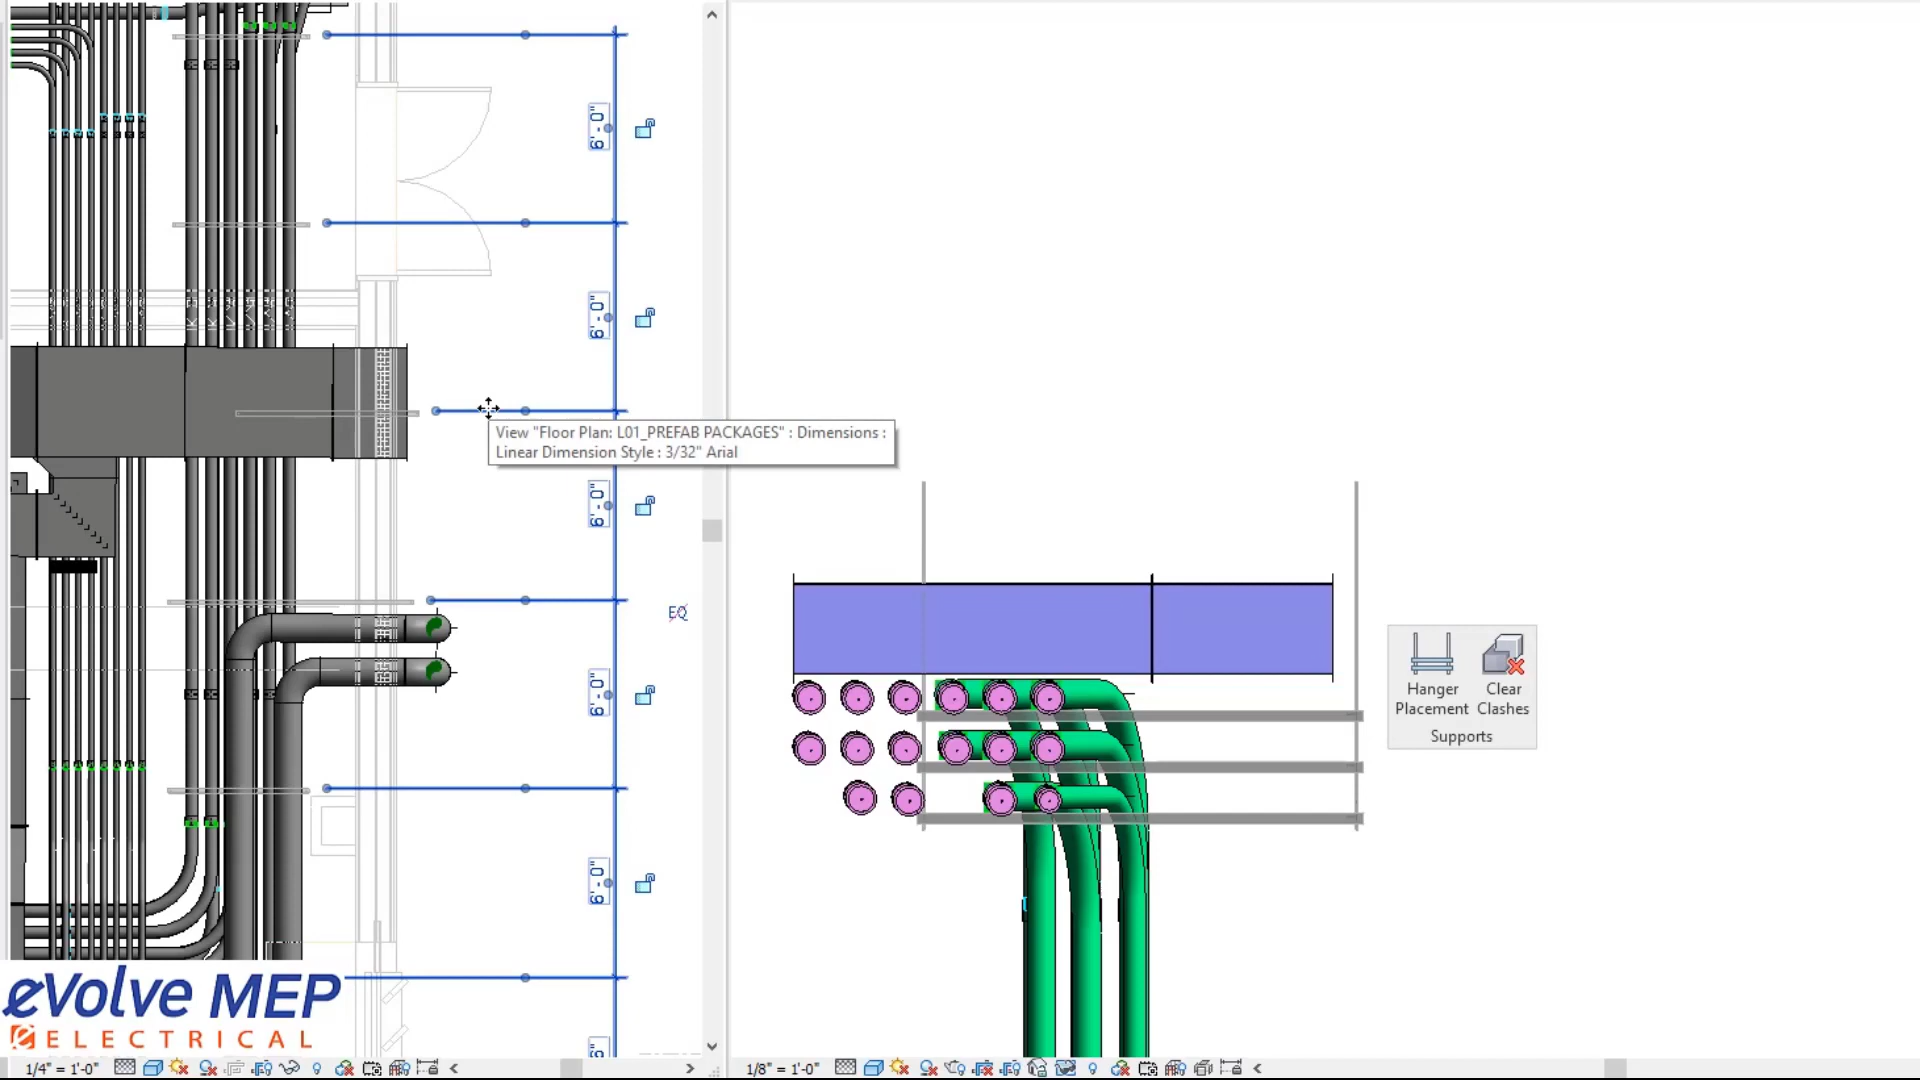 6'-0"
6'-0"
View "Floor Plan: L01_PREFAB PACKAGES" : Dimensions :
Linear Dimension Style : 3/32" Arial
6'-0"
EQ
6'-0"
6'-0"
Hanger Placement
Clear Clashes
Supports
eVolve MEP
ELECTRICAL
1/4" = 1'-0"
1/8" = 1'-0"